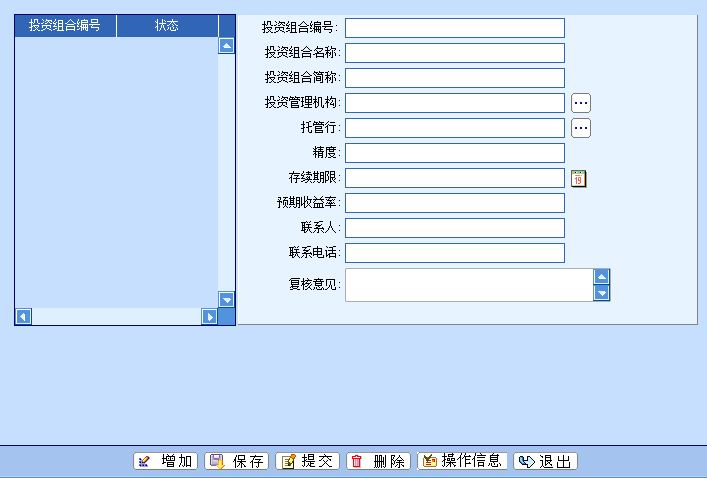 投资组合编号 状态
投资组合编号:
投资组合名称:
投资组合简称:
投资管理机构:
托管行:
精度:
存续期限: 19
预期收益率:
联系人:
联系电话:
复核意见:
增加 保存 提交 删除 操作信息 退出